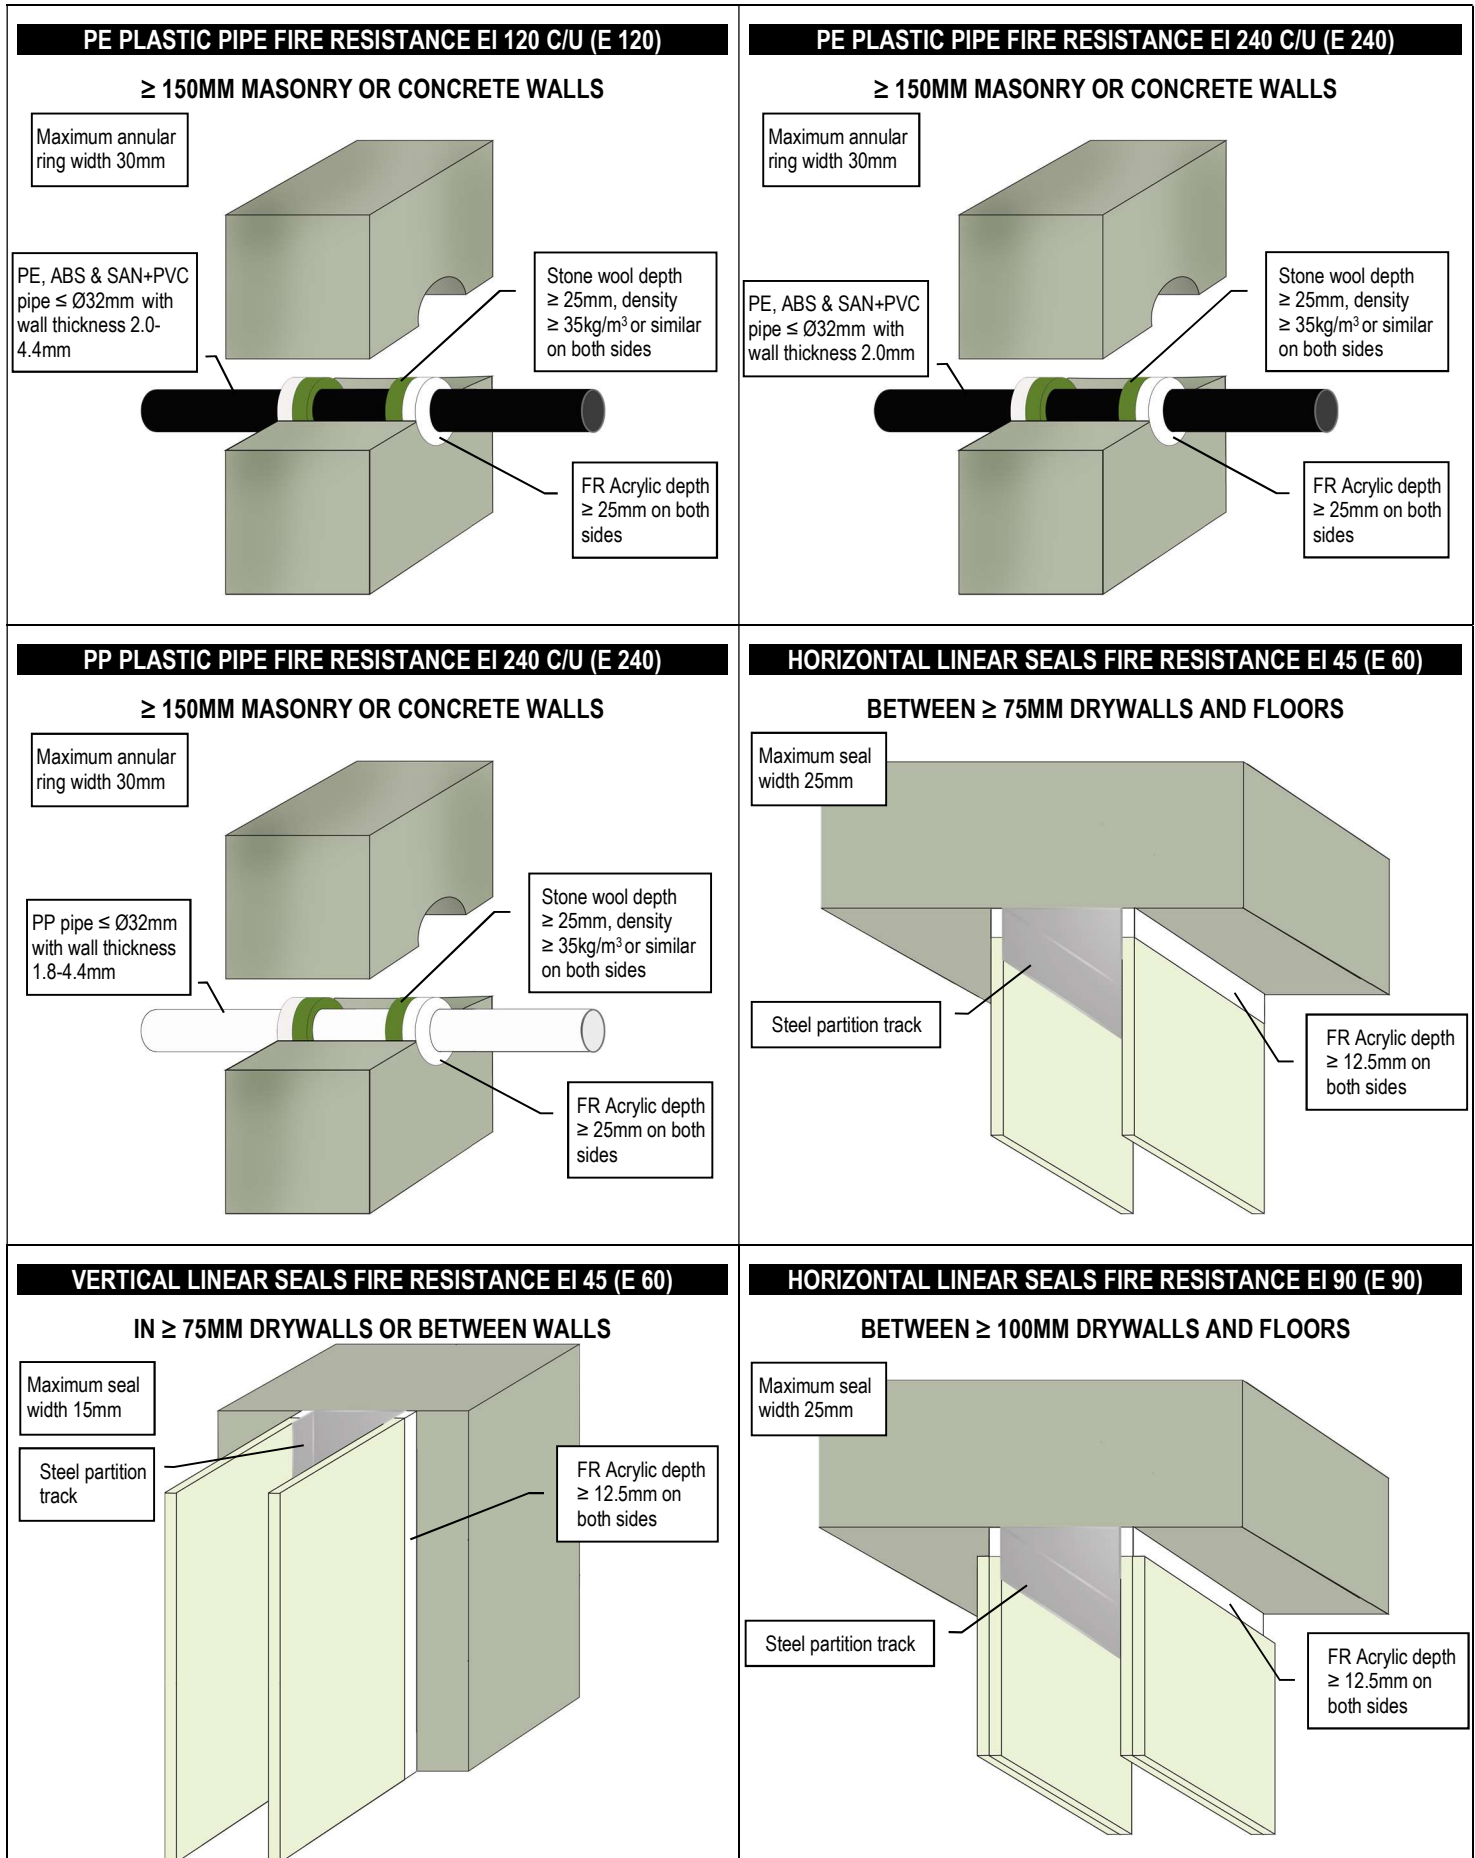 PE PLASTIC PIPE FIRE RESISTANCE EI 120 C/U (E 120)
≥ 150MM MASONRY OR CONCRETE WALLS
Maximum annular
ring width 30mm
PE, ABS & SAN+PVC
pipe ≤ Ø32mm with
wall thickness 2.0-
4.4mm
Stone wool depth
≥ 25mm, density
≥ 35kg/m³ or similar
on both sides
FR Acrylic depth
≥ 25mm on both
sides
PE PLASTIC PIPE FIRE RESISTANCE EI 240 C/U (E 240)
≥ 150MM MASONRY OR CONCRETE WALLS
Maximum annular
ring width 30mm
PE, ABS & SAN+PVC
pipe ≤ Ø32mm with
wall thickness 2.0mm
Stone wool depth
≥ 25mm, density
≥ 35kg/m³ or similar
on both sides
FR Acrylic depth
≥ 25mm on both
sides
PP PLASTIC PIPE FIRE RESISTANCE EI 240 C/U (E 240)
≥ 150MM MASONRY OR CONCRETE WALLS
Maximum annular
ring width 30mm
PP pipe ≤ Ø32mm
with wall thickness
1.8-4.4mm
Stone wool depth
≥ 25mm, density
≥ 35kg/m³ or similar
on both sides
FR Acrylic depth
≥ 25mm on both
sides
HORIZONTAL LINEAR SEALS FIRE RESISTANCE EI 45 (E 60)
BETWEEN ≥ 75MM DRYWALLS AND FLOORS
Maximum seal
width 25mm
Steel partition track
FR Acrylic depth
≥ 12.5mm on
both sides
VERTICAL LINEAR SEALS FIRE RESISTANCE EI 45 (E 60)
IN ≥ 75MM DRYWALLS OR BETWEEN WALLS
Maximum seal
width 15mm
Steel partition
track
FR Acrylic depth
≥ 12.5mm on
both sides
HORIZONTAL LINEAR SEALS FIRE RESISTANCE EI 90 (E 90)
BETWEEN ≥ 100MM DRYWALLS AND FLOORS
Maximum seal
width 25mm
Steel partition track
FR Acrylic depth
≥ 12.5mm on
both sides